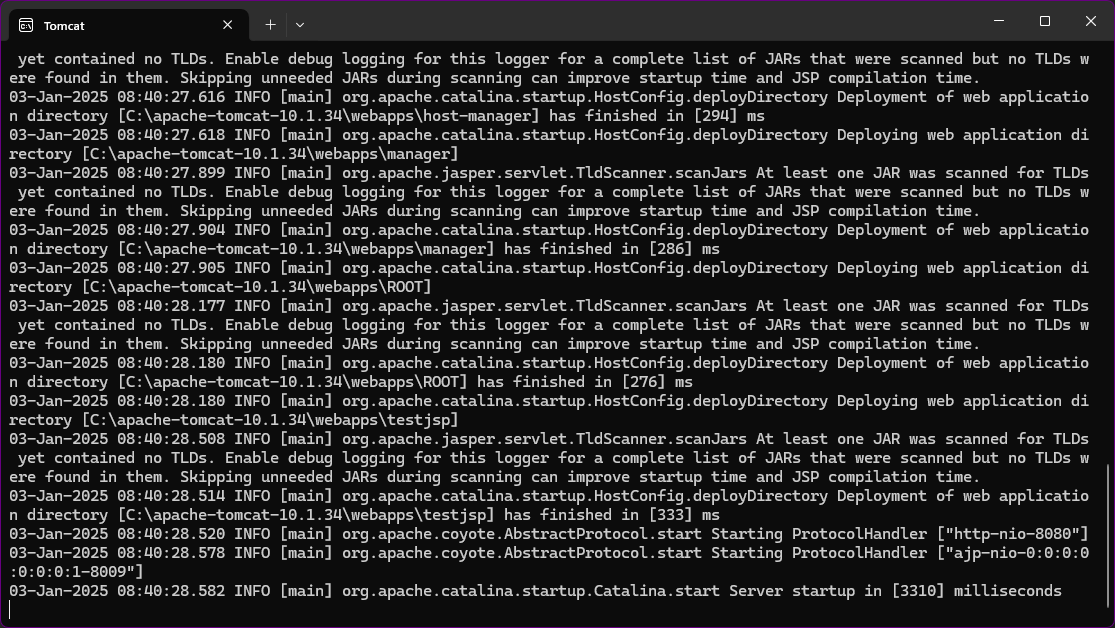 Tomcat
yet contained no TLDs. Enable debug logging for this logger for a complete list of JARs that were scanned but no TLDs w
ere found in them. Skipping unneeded JARs during scanning can improve startup time and JSP compilation time.
03-Jan-2025 08:40:27.616 INFO [main] org.apache.catalina.startup.HostConfig.deployDirectory Deployment of web applicatio
n directory [C:\apache-tomcat-10.1.34\webapps\host-manager] has finished in [294] ms
03-Jan-2025 08:40:27.618 INFO [main] org.apache.catalina.startup.HostConfig.deployDirectory Deploying web application di
rectory [C:\apache-tomcat-10.1.34\webapps\manager]
03-Jan-2025 08:40:27.899 INFO [main] org.apache.jasper.servlet.TldScanner.scanJars At least one JAR was scanned for TLDs
yet contained no TLDs. Enable debug logging for this logger for a complete list of JARs that were scanned but no TLDs w
ere found in them. Skipping unneeded JARs during scanning can improve startup time and JSP compilation time.
03-Jan-2025 08:40:27.904 INFO [main] org.apache.catalina.startup.HostConfig.deployDirectory Deployment of web applicatio
n directory [C:\apache-tomcat-10.1.34\webapps\manager] has finished in [286] ms
03-Jan-2025 08:40:27.905 INFO [main] org.apache.catalina.startup.HostConfig.deployDirectory Deploying web application di
rectory [C:\apache-tomcat-10.1.34\webapps\ROOT]
03-Jan-2025 08:40:28.177 INFO [main] org.apache.jasper.servlet.TldScanner.scanJars At least one JAR was scanned for TLDs
yet contained no TLDs. Enable debug logging for this logger for a complete list of JARs that were scanned but no TLDs w
ere found in them. Skipping unneeded JARs during scanning can improve startup time and JSP compilation time.
03-Jan-2025 08:40:28.180 INFO [main] org.apache.catalina.startup.HostConfig.deployDirectory Deployment of web applicatio
n directory [C:\apache-tomcat-10.1.34\webapps\ROOT] has finished in [276] ms
03-Jan-2025 08:40:28.180 INFO [main] org.apache.catalina.startup.HostConfig.deployDirectory Deploying web application di
rectory [C:\apache-tomcat-10.1.34\webapps\testjsp]
03-Jan-2025 08:40:28.508 INFO [main] org.apache.jasper.servlet.TldScanner.scanJars At least one JAR was scanned for TLDs
yet contained no TLDs. Enable debug logging for this logger for a complete list of JARs that were scanned but no TLDs w
ere found in them. Skipping unneeded JARs during scanning can improve startup time and JSP compilation time.
03-Jan-2025 08:40:28.514 INFO [main] org.apache.catalina.startup.HostConfig.deployDirectory Deployment of web applicatio
n directory [C:\apache-tomcat-10.1.34\webapps\testjsp] has finished in [333] ms
03-Jan-2025 08:40:28.520 INFO [main] org.apache.coyote.AbstractProtocol.start Starting ProtocolHandler ["http-nio-8080"]
03-Jan-2025 08:40:28.578 INFO [main] org.apache.coyote.AbstractProtocol.start Starting ProtocolHandler ["ajp-nio-0:0:0:0
:0:0:0:1-8009"]
03-Jan-2025 08:40:28.582 INFO [main] org.apache.catalina.startup.Catalina.start Server startup in [3310] milliseconds